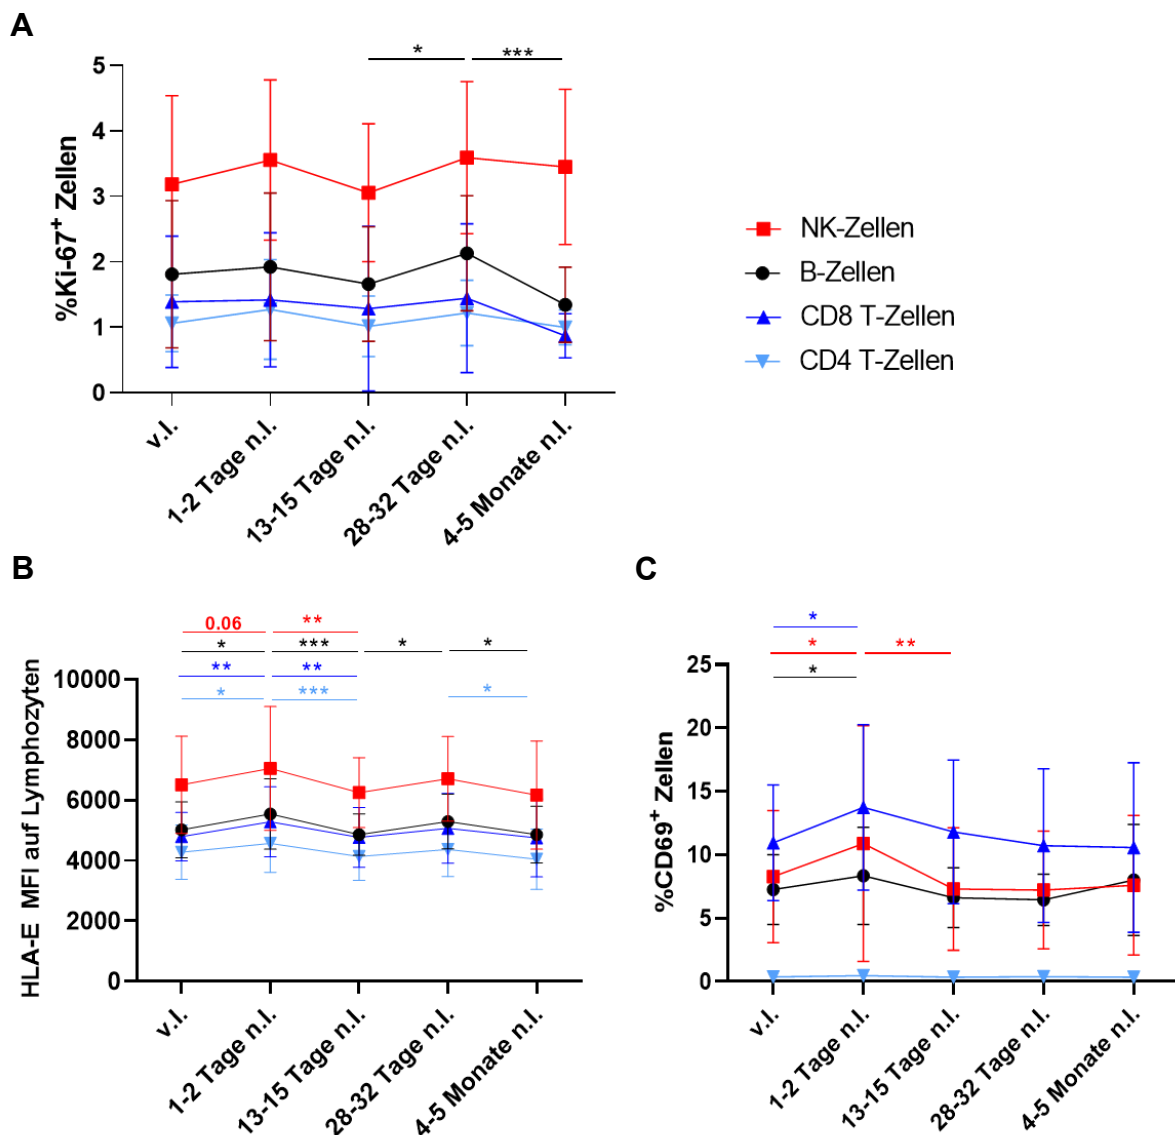 A
* ***
5
4
3
2
1
0
%Ki-67+ Zellen
v.I.
1-2 Tage n.I.
13-15 Tage n.I.
28-32 Tage n.I.
4-5 Monate n.I.
NK-Zellen
B-Zellen
CD8 T-Zellen
CD4 T-Zellen
B
0.06 **
* *** * *
** **
* *** *
10000
8000
6000
4000
2000
0
HLA-E MFI auf Lymphozyten
v.I.
1-2 Tage n.I.
13-15 Tage n.I.
28-32 Tage n.I.
4-5 Monate n.I.
C
*
* **
*
25
20
15
10
5
0
%CD69+ Zellen
v.I.
1-2 Tage n.I.
13-15 Tage n.I.
28-32 Tage n.I.
4-5 Monate n.I.